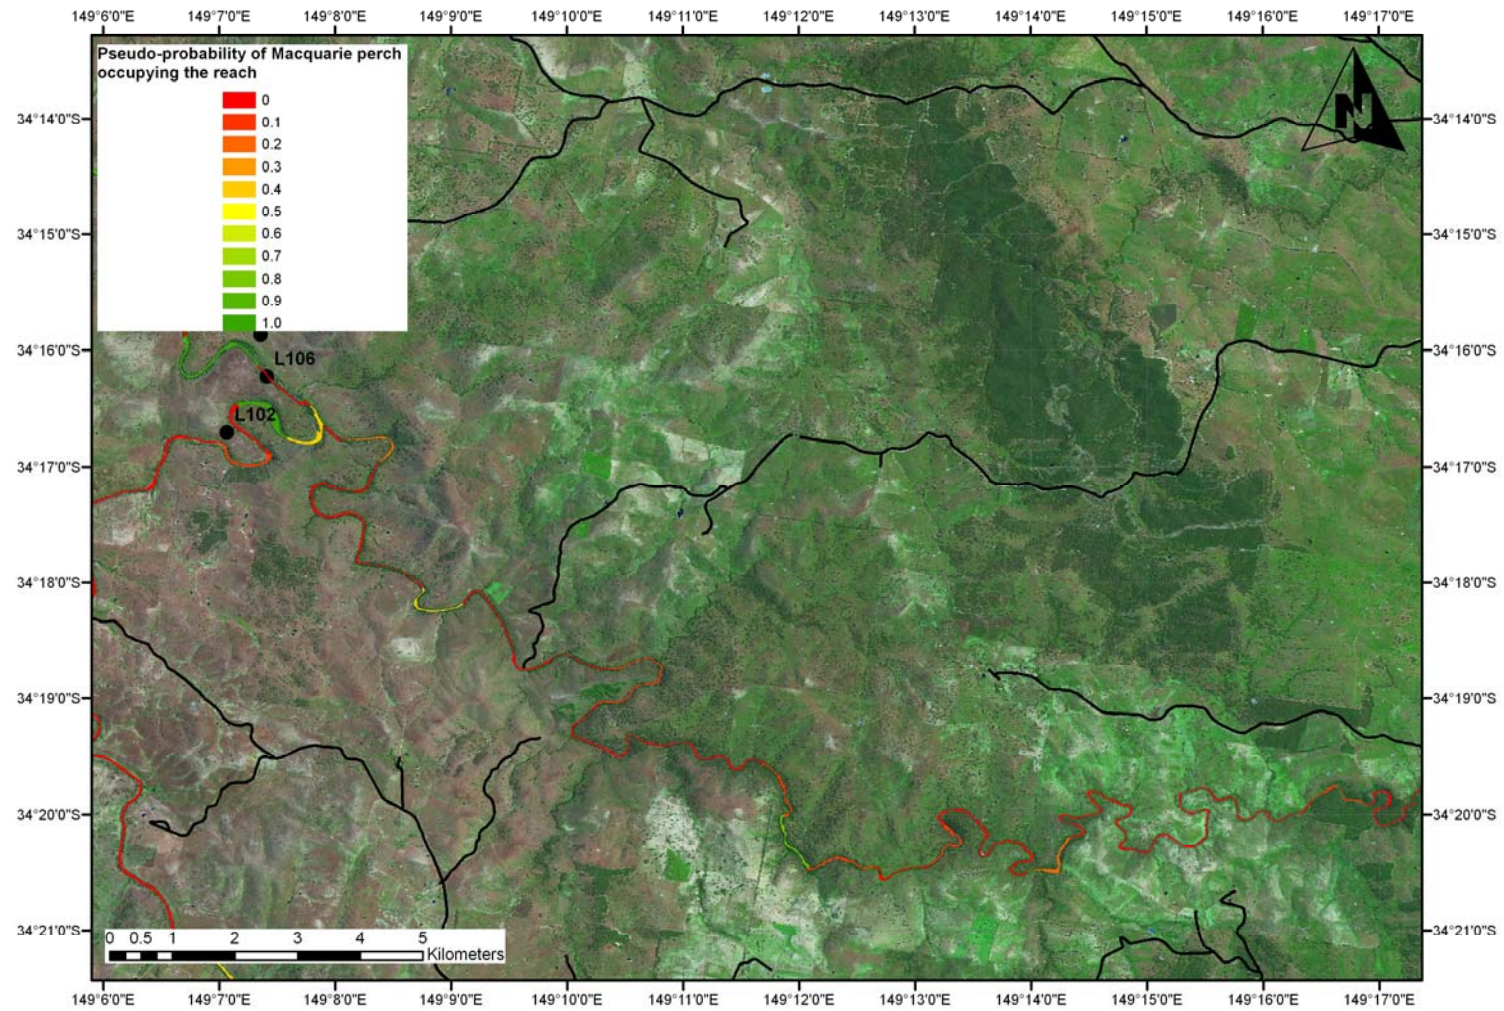 149°6'0"E 149°7'0"E 149°8'0"E 149°9'0"E 149°10'0"E 149°11'0"E 149°12'0"E 149°13'0"E 149°14'0"E 149°15'0"E 149°16'0"E 149°17'0"E
Pseudo-probability of Macquarie perch
occupying the reach
0
0.1
0.2
0.3
0.4
0.5
0.6
0.7
0.8
0.9
1.0
N
34°14'0"S 34°14'0"S
34°15'0"S 34°15'0"S
34°16'0"S 34°16'0"S
L106
L102
34°17'0"S 34°17'0"S
34°18'0"S 34°18'0"S
34°19'0"S 34°19'0"S
34°20'0"S 34°20'0"S
34°21'0"S 34°21'0"S
0 0.5 1 2 3 4 5
Kilometers
149°6'0"E 149°7'0"E 149°8'0"E 149°9'0"E 149°10'0"E 149°11'0"E 149°12'0"E 149°13'0"E 149°14'0"E 149°15'0"E 149°16'0"E 149°17'0"E